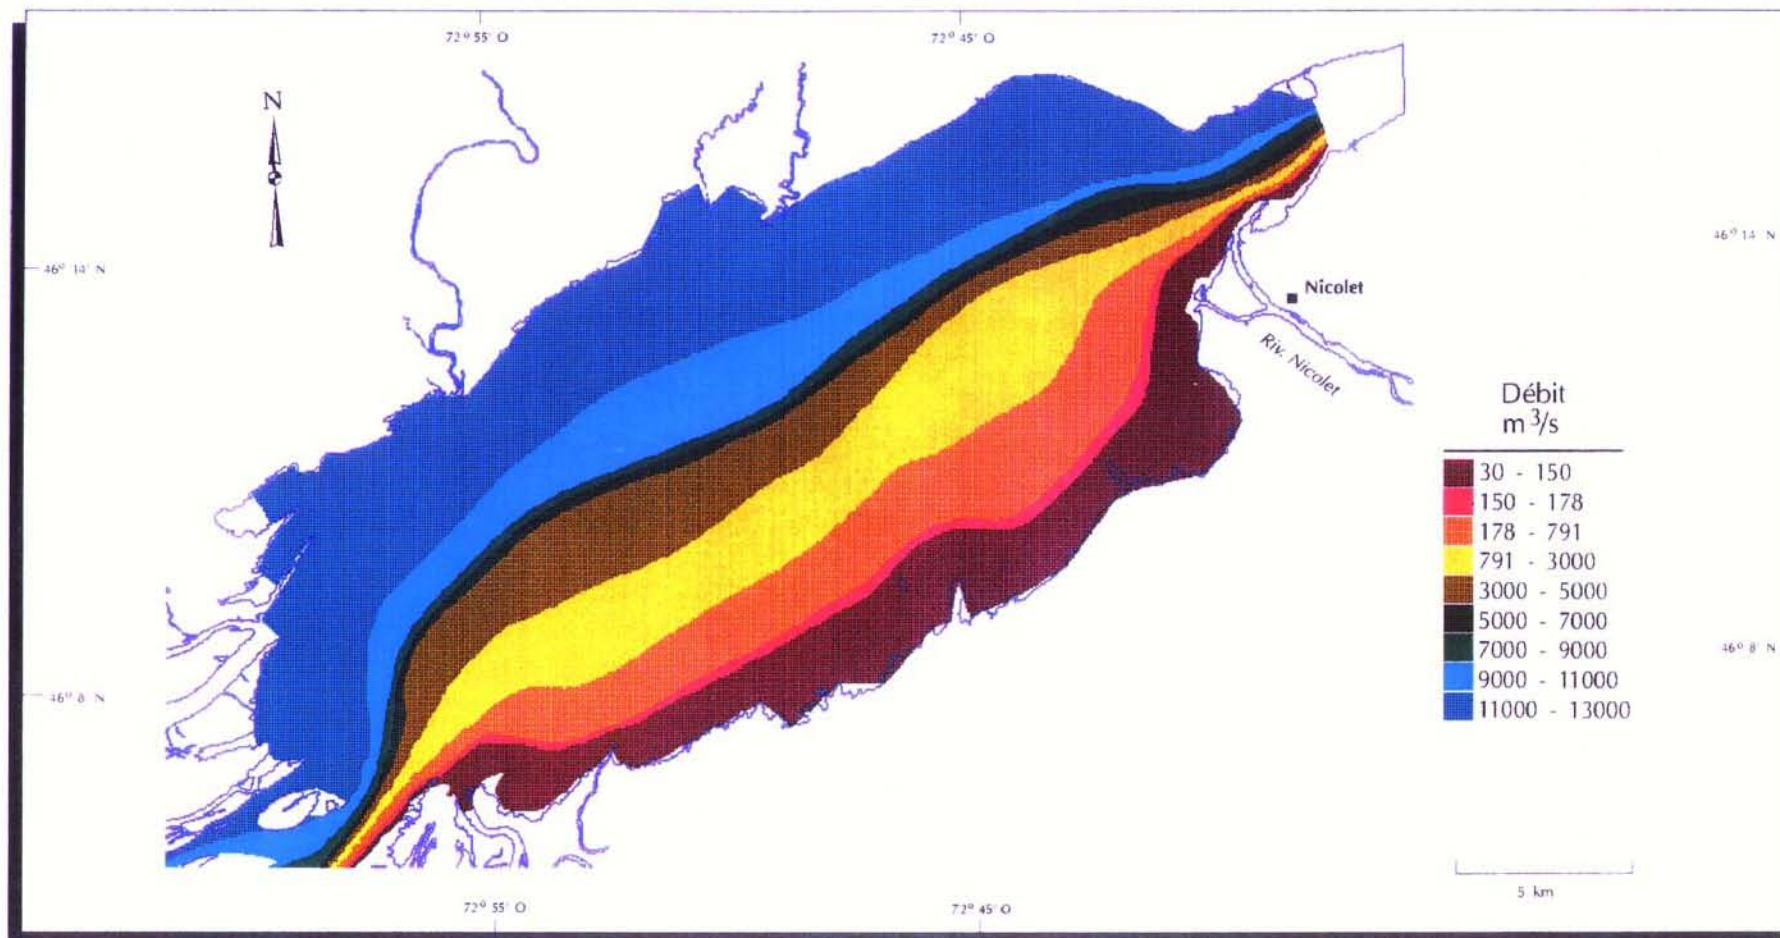 72° 55' O
72° 45' O
N
46° 14' N
46° 14' N
Nicolet
Riv. Nicolet
Débit
m³/s
30 - 150
150 - 178
178 - 791
791 - 3000
3000 - 5000
5000 - 7000
7000 - 9000
9000 - 11000
11000 - 13000
46° 8' N
46° 8' N
5 km
72° 55' O
72° 45' O